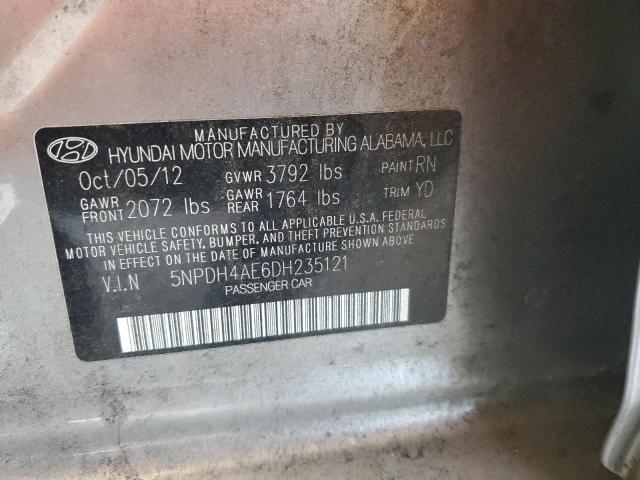 MANUFACTURED BY
HYUNDAI MOTOR MANUFACTURING ALABAMA, LLC
Oct/05/12 GVWR 3792 lbs PAINT RN
GAWR FRONT 2072 lbs GAWR REAR 1764 lbs TRIM YD
THIS VEHICLE CONFORMS TO ALL APPLICABLE U.S.A. FEDERAL
MOTOR VEHICLE SAFETY, BUMPER, AND THEFT PREVENTION STANDARDS
IN EFFECT ON THE DATE OF MANUFACTURE SHOWN ABOVE
V.I.N 5NPDH4AE6DH235121
PASSENGER CAR